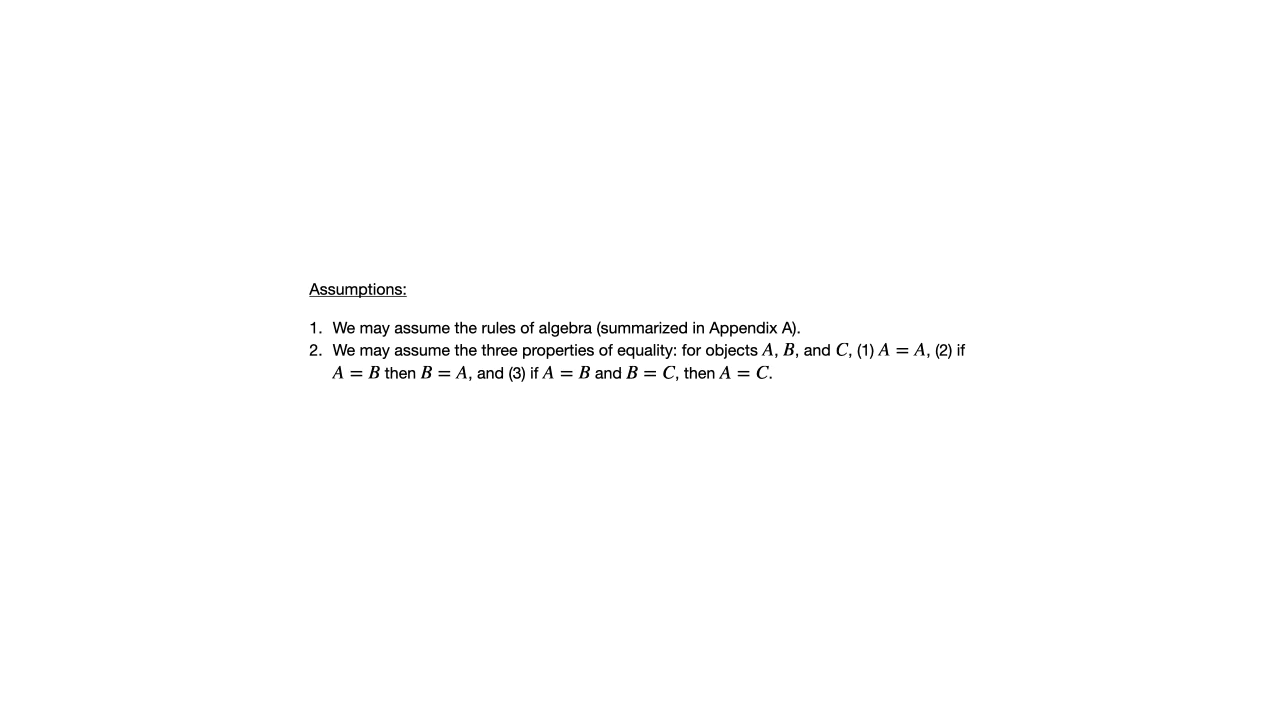 Assumptions:
1. We may assume the rules of algebra (summarized in Appendix A).
2. We may assume the three properties of equality: for objects A, B, and C, (1) A = A, (2) if
A = B then B = A, and (3) if A = B and B = C, then A = C.